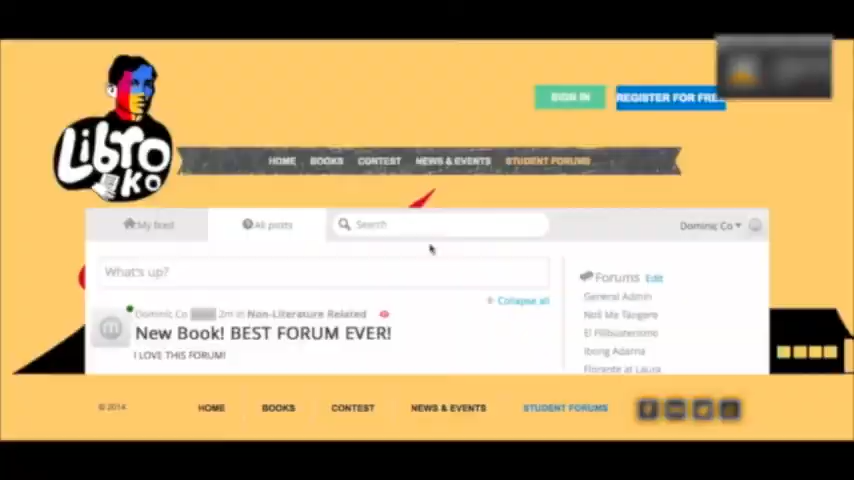 LibroKo
SIGN IN
REGISTER FOR FRE
HOME BOOKS CONTEST NEWS & EVENTS STUDENT FORUMS
My feed
All posts
Search
Dominic Co
What's up?
Forums Edit
Collapse all
General Admin
Dominic Co 2m in Non-Literature Related
Noli Me Tangere
New Book! BEST FORUM EVER!
El Filibusterismo
I LOVE THIS FORUM!
Ibong Adarna
Florante at Laura
© 2014
HOME BOOKS CONTEST NEWS & EVENTS STUDENT FORUMS